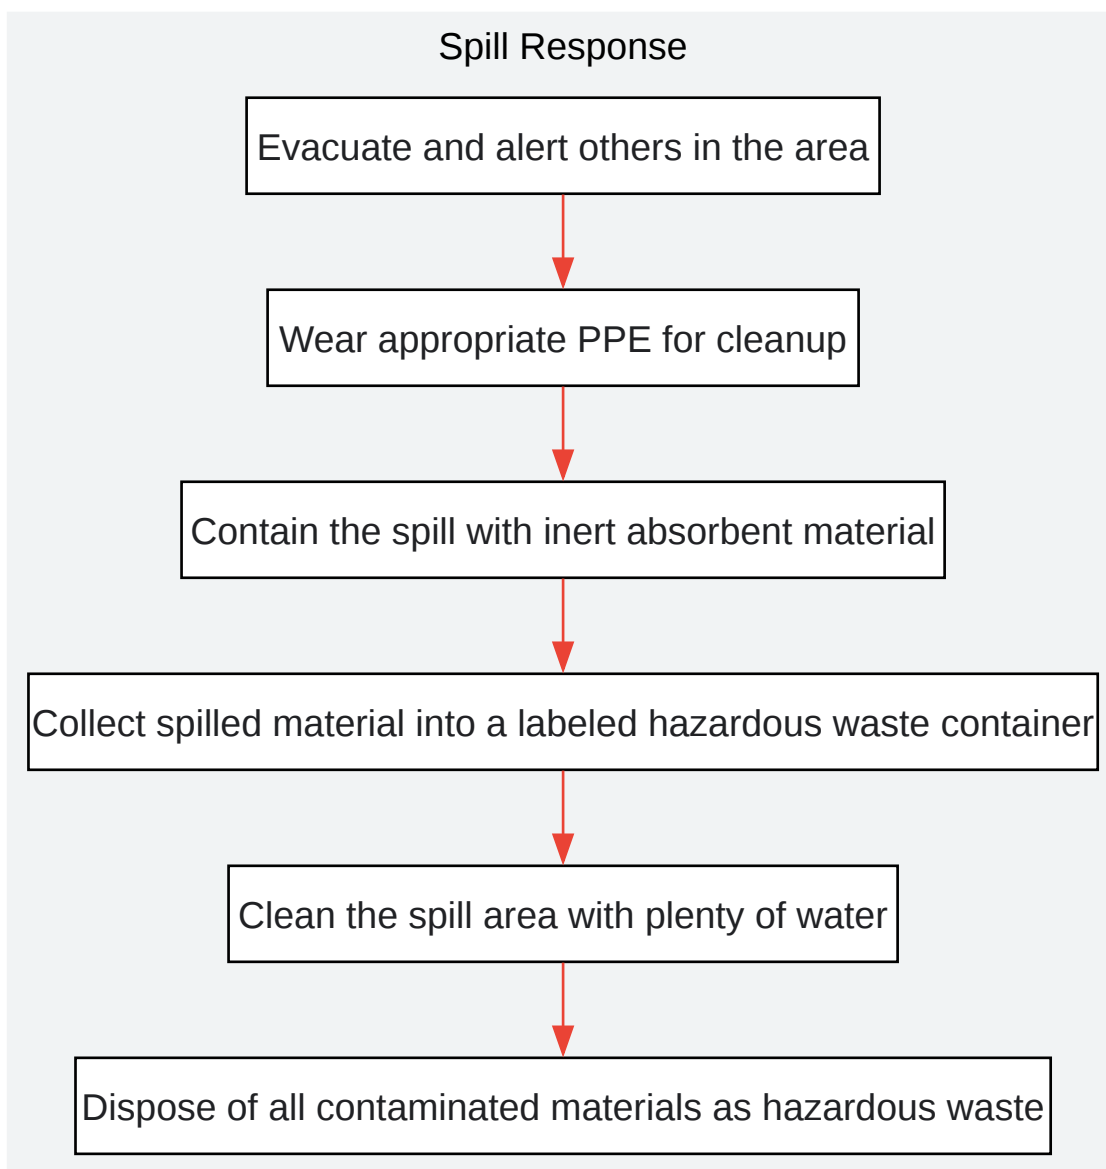 Spill Response
Evacuate and alert others in the area
Wear appropriate PPE for cleanup
Contain the spill with inert absorbent material
Collect spilled material into a labeled hazardous waste container
Clean the spill area with plenty of water
Dispose of all contaminated materials as hazardous waste